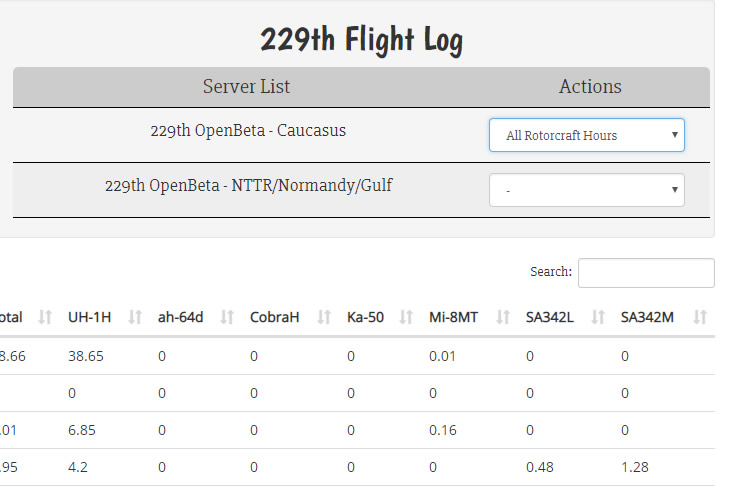 229th Flight Log
Server List Actions
229th OpenBeta - Caucasus All Rotorcraft Hours
229th OpenBeta - NTTR/Normandy/Gulf -
Search:
otal UH-1H ah-64d CobraH Ka-50 Mi-8MT SA342L SA342M
8.66 38.65 0 0 0 0.01 0 0
0 0 0 0 0 0 0
.01 6.85 0 0 0 0.16 0 0
.95 4.2 0 0 0 0 0.48 1.28